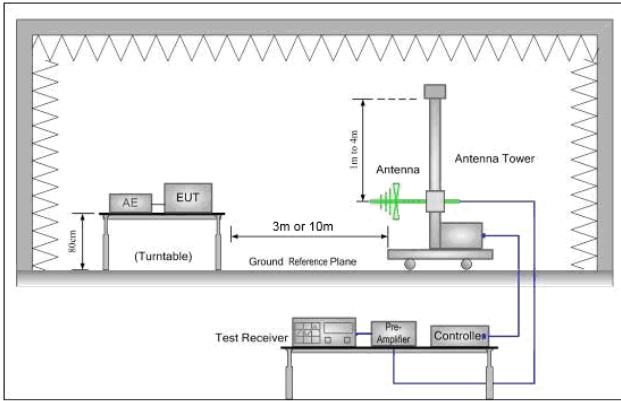 1m to 4m
Antenna
Antenna Tower
AE
EUT
80cm
(Turntable)
3m or 10m
Ground Reference Plane
Test Receiver
Pre-
Amplifier
Controlle